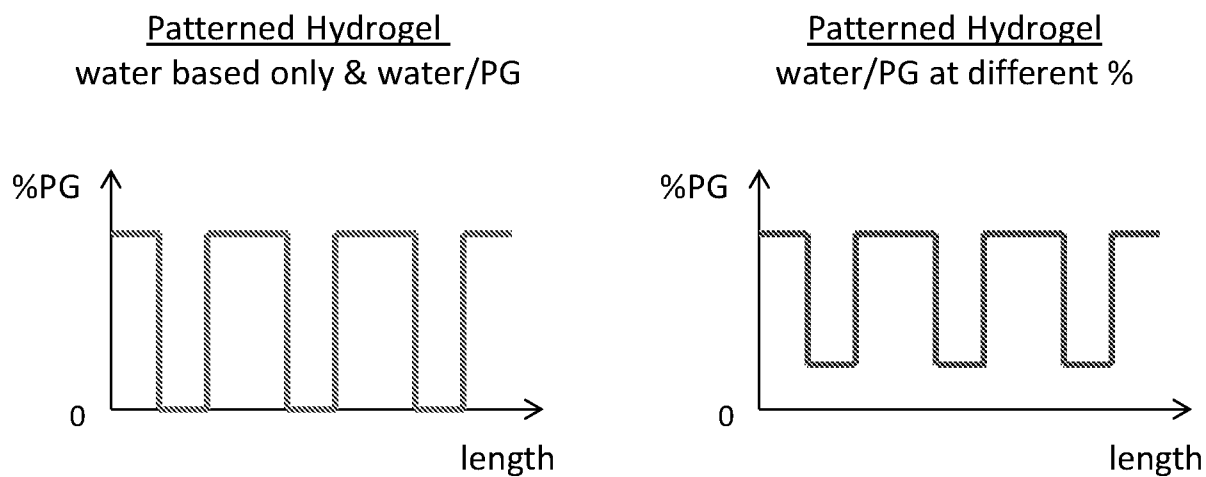 Patterned Hydrogel
water based only & water/PG
%PG
0
length
Patterned Hydrogel
water/PG at different %
%PG
0
length